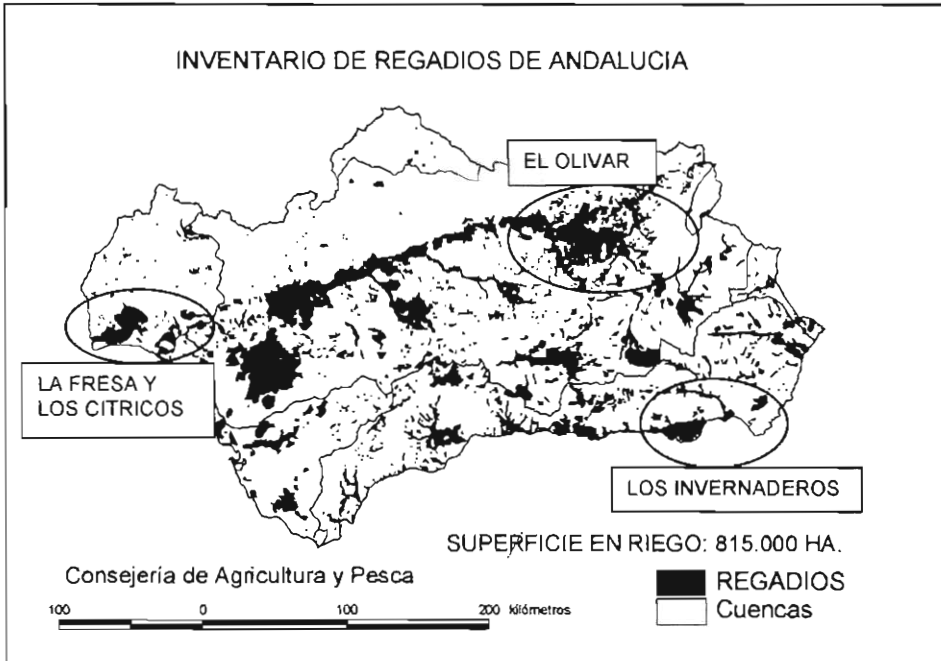 INVENTARIO DE REGADIOS DE ANDALUCIA
EL OLIVAR
LA FRESA Y
LOS CITRICOS
LOS INVERNADEROS
SUPERFICIE EN RIEGO: 815.000 HA.
Consejería de Agricultura y Pesca
REGADIOS
Cuencas
100 0 100 200 kilómetros